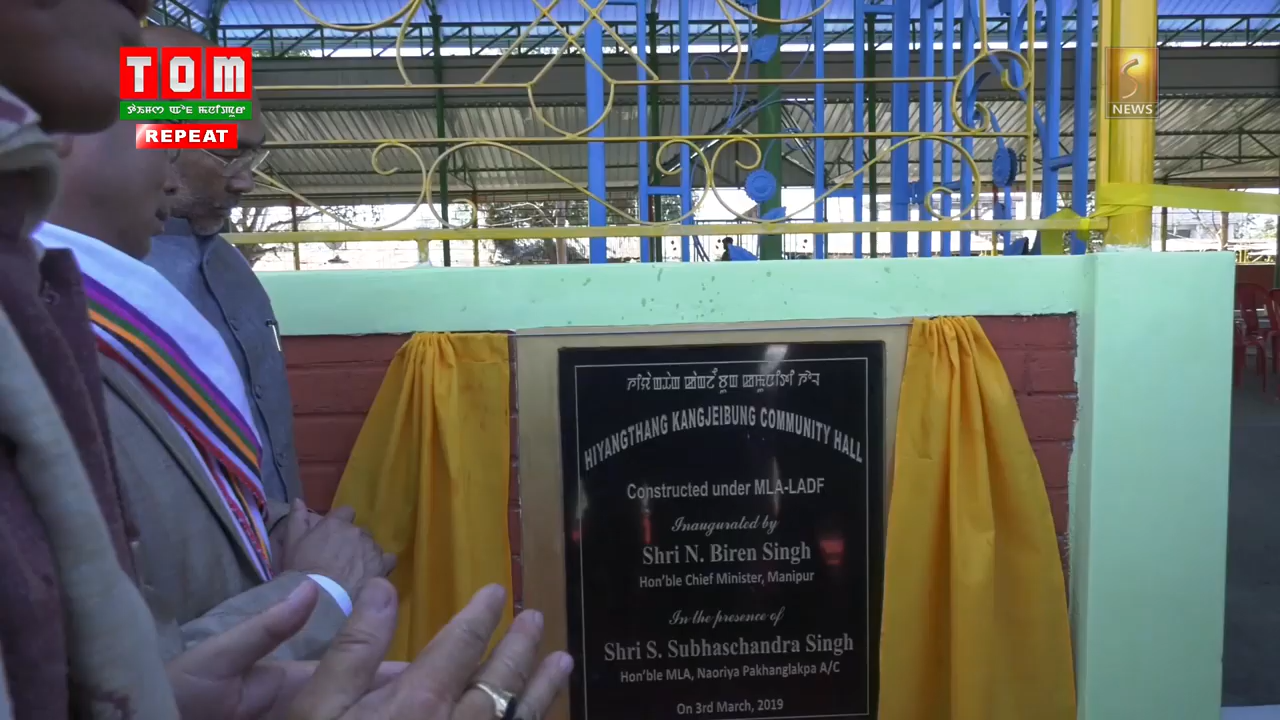 TOM
REPEAT
S
NEWS
HIYANGTHANG KANGJEIBUNG COMMUNITY HALL
Constructed under MLA-LADF
Inaugurated by
Shri N. Biren Singh
Hon'ble Chief Minister, Manipur
In the presence of
Shri S. Subhaschandra Singh
Hon'ble MLA, Naoriya Pakhanglakpa A/C
On 3rd March, 2019